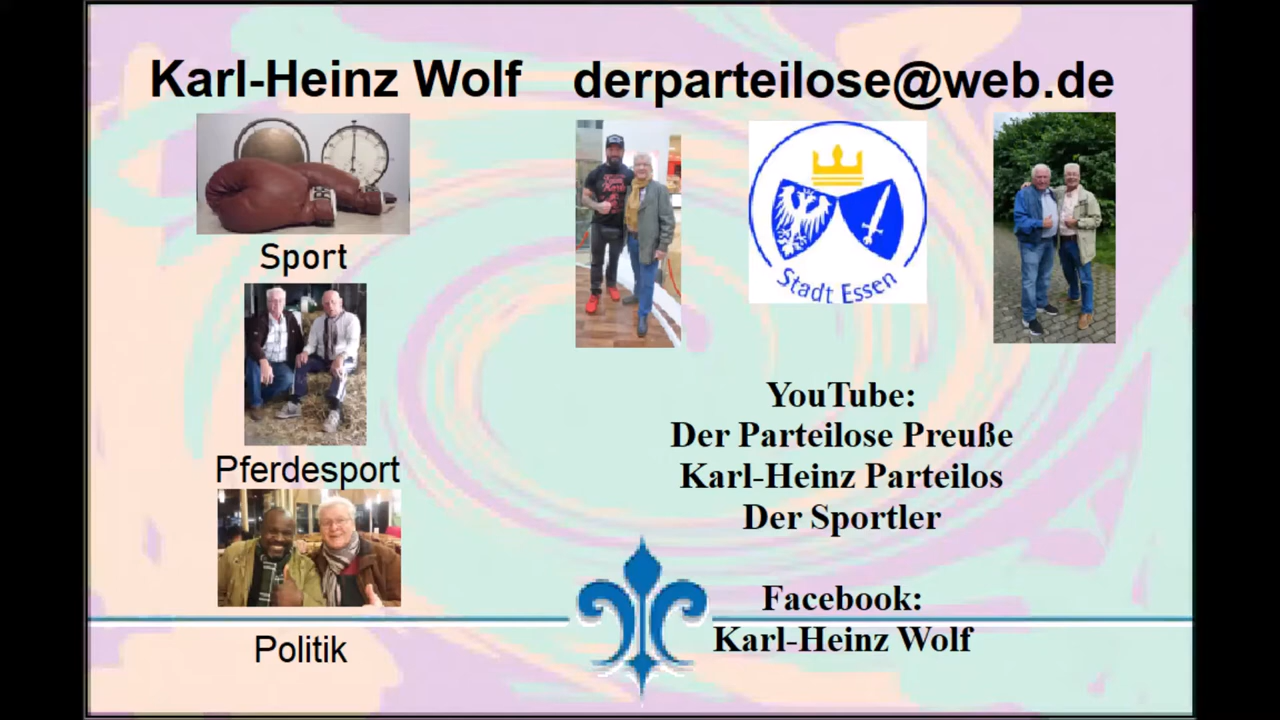 Karl-Heinz Wolf derparteilose@web.de
Sport
Pferdesport
Politik
Stadt Essen
YouTube:
Der Parteilose Preuße
Karl-Heinz Parteilos
Der Sportler
Facebook:
Karl-Heinz Wolf